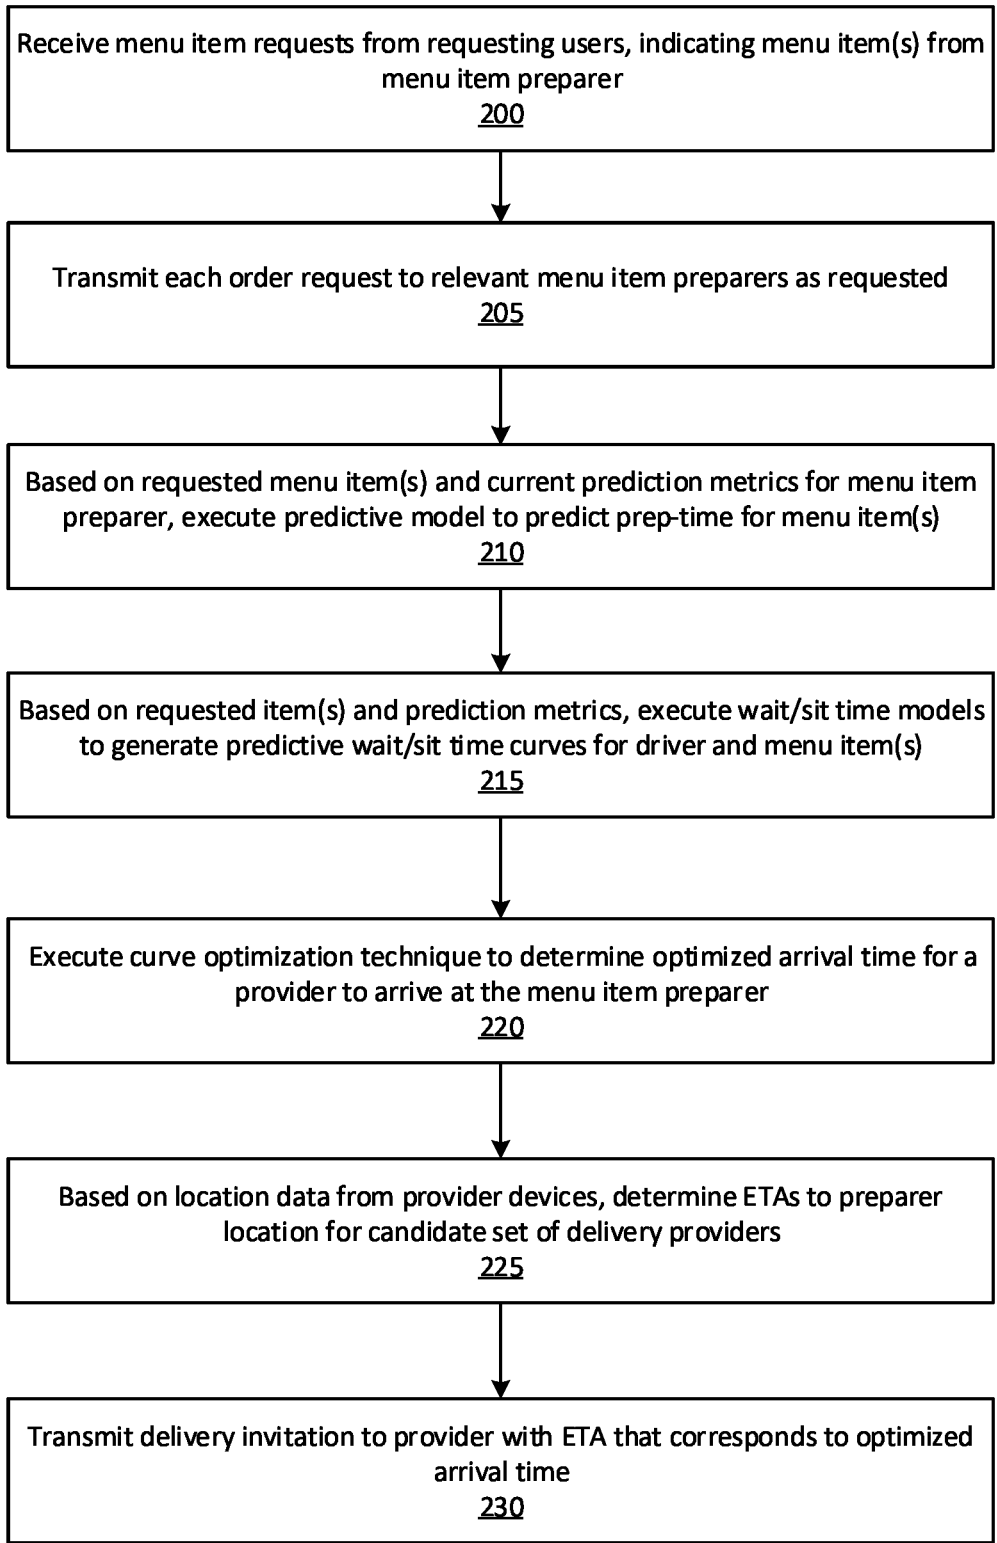 Receive menu item requests from requesting users, indicating menu item(s) from
menu item preparer
200
Transmit each order request to relevant menu item preparers as requested
205
Based on requested menu item(s) and current prediction metrics for menu item
preparer, execute predictive model to predict prep-time for menu item(s)
210
Based on requested item(s) and prediction metrics, execute wait/sit time models
to generate predictive wait/sit time curves for driver and menu item(s)
215
Execute curve optimization technique to determine optimized arrival time for a
provider to arrive at the menu item preparer
220
Based on location data from provider devices, determine ETAs to preparer
location for candidate set of delivery providers
225
Transmit delivery invitation to provider with ETA that corresponds to optimized
arrival time
230